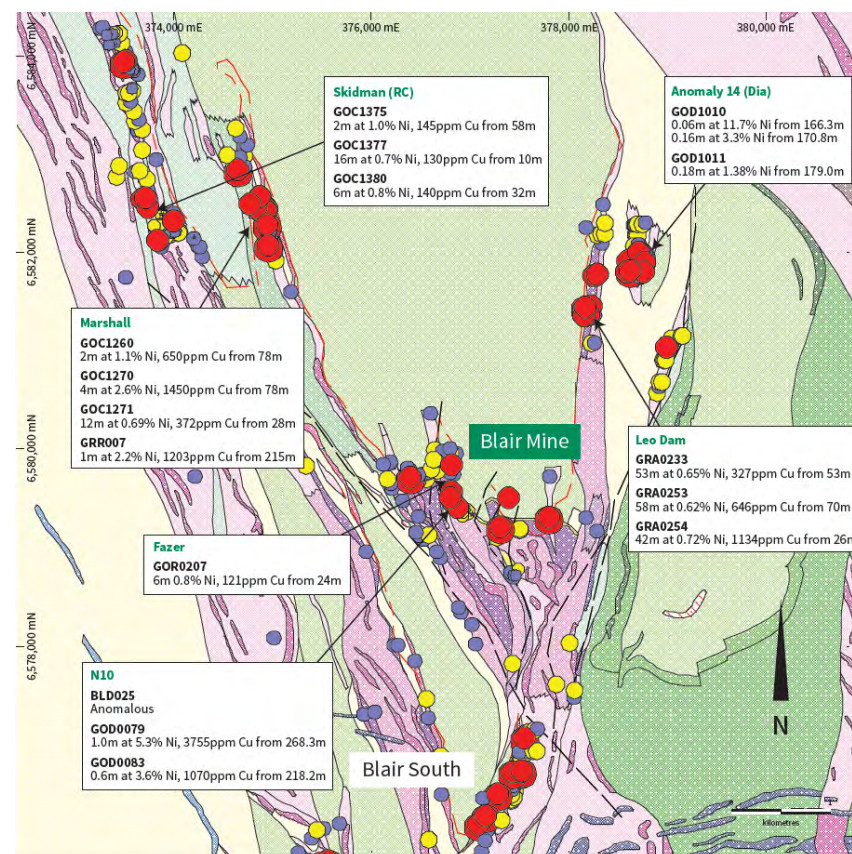 374,000 mE
376,000 mE
378,000 mE
380,000 mE
6,584,000 mN
6,582,000 mN
6,580,000 mN
6,578,000 mN
Skidman (RC)
GOC1375
2m at 1.0% Ni, 145ppm Cu from 58m
GOC1377
16m at 0.7% Ni, 130ppm Cu from 10m
GOC1380
6m at 0.8% Ni, 140ppm Cu from 32m
Anomaly 14 (Dia)
GOD1010
0.06m at 11.7% Ni from 166.3m
0.16m at 3.3% Ni from 170.8m
GOD1011
0.18m at 1.38% Ni from 179.0m
Marshall
GOC1260
2m at 1.1% Ni, 650ppm Cu from 78m
GOC1270
4m at 2.6% Ni, 1450ppm Cu from 78m
GOC1271
12m at 0.69% Ni, 372ppm Cu from 28m
GRR007
1m at 2.2% Ni, 1203ppm Cu from 215m
Blair Mine
Leo Dam
GRA0233
53m at 0.65% Ni, 327ppm Cu from 53m
GRA0253
58m at 0.62% Ni, 646ppm Cu from 70m
GRA0254
42m at 0.72% Ni, 1134ppm Cu from 26m
Fazer
GOR0207
6m 0.8% Ni, 121ppm Cu from 24m
N10
BLD025
Anomalous
GOD0079
1.0m at 5.3% Ni, 3755ppm Cu from 268.3m
GOD0083
0.6m at 3.6% Ni, 1070ppm Cu from 218.2m
Blair South
N
kilometres